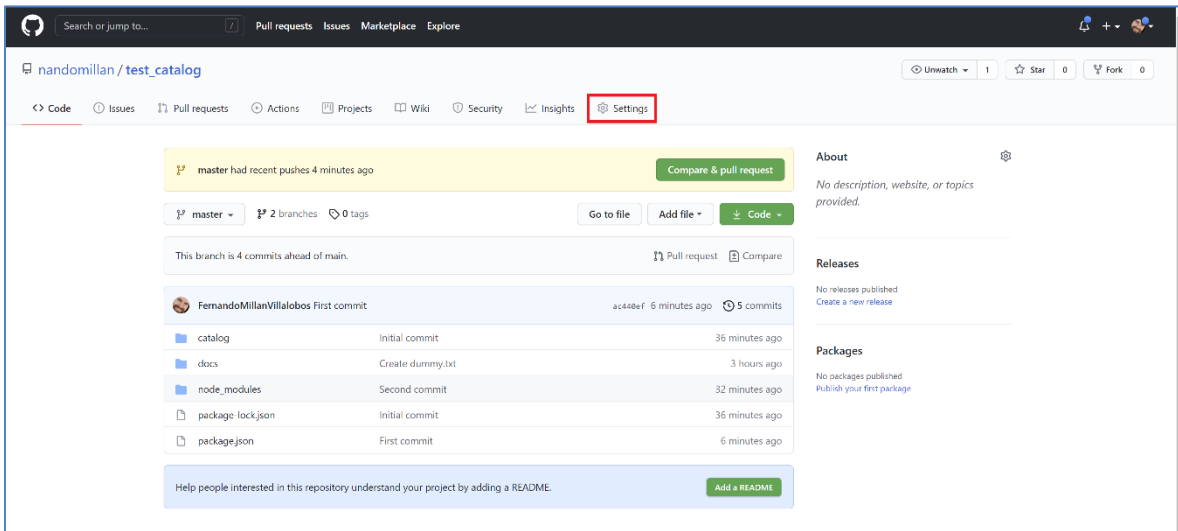 Search or jump to... / Pull requests Issues Marketplace Explore
nandomillan / test_catalog Unwatch 1 Star 0 Fork 0
Code Issues Pull requests Actions Projects Wiki Security Insights Settings
master had recent pushes 4 minutes ago Compare & pull request
master 2 branches 0 tags Go to file Add file Code
This branch is 4 commits ahead of main. Pull request Compare
FernandoMillanVillalobos First commit ac440ef 6 minutes ago 5 commits
catalog Initial commit 36 minutes ago
docs Create dummy.txt 3 hours ago
node_modules Second commit 32 minutes ago
package-lock.json Initial commit 36 minutes ago
package.json First commit 6 minutes ago
Help people interested in this repository understand your project by adding a README. Add a README
About
No description, website, or topics
provided.
Releases
No releases published
Create a new release
Packages
No packages published
Publish your first package